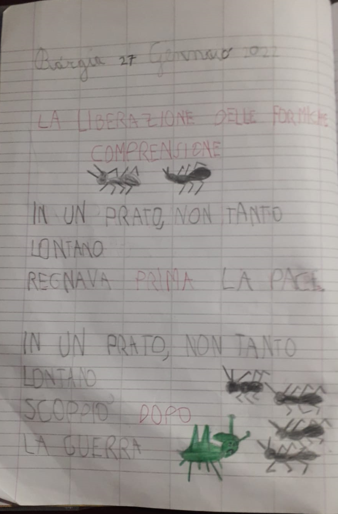 Giorgia 27 Gennaio 2022
LA LIBERAZIONE DELLE FORMICHE
COMPRENSIONE
IN UN PRATO, NON TANTO
LONTANO
REGNAVA PRIMA LA PACE
IN UN PRATO, NON TANTO
LONTANO
SCOPPIÒ DOPO
LA GUERRA